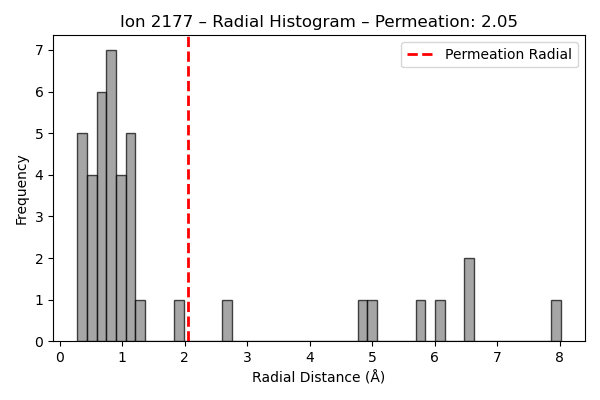 Ion 2177 – Radial Histogram – Permeation: 2.05
Permeation Radial
7
6
5
4
3
2
1
0
Frequency
0 1 2 3 4 5 6 7 8
Radial Distance (Å)